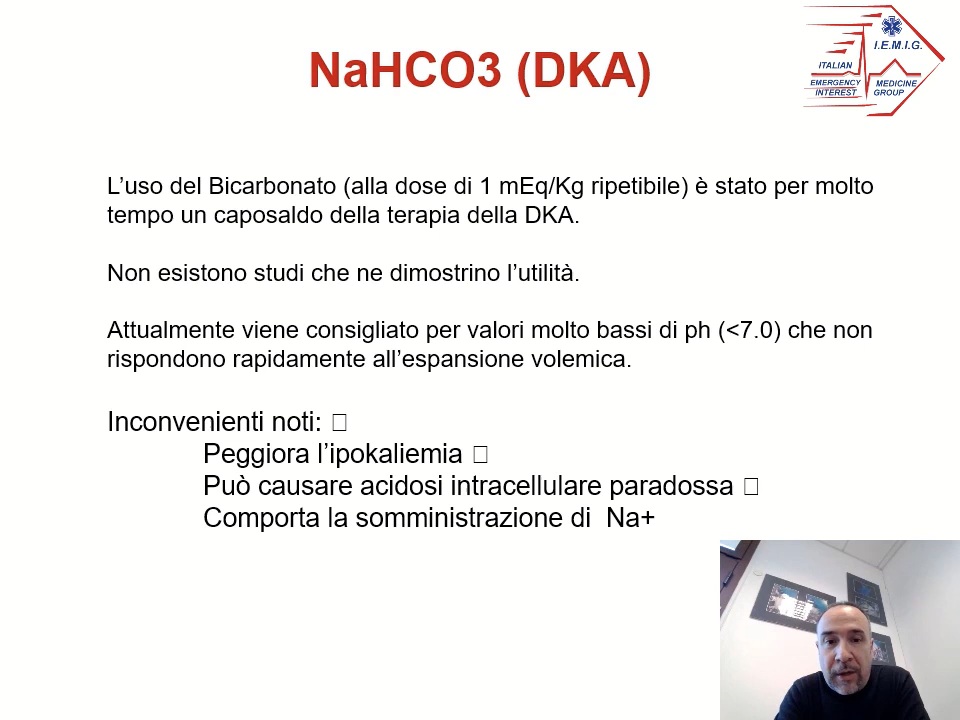 NaHCO3 (DKA)
I.E.M.I.G.
ITALIAN
EMERGENCY
INTEREST
MEDICINE
GROUP
L’uso del Bicarbonato (alla dose di 1 mEq/Kg ripetibile) è stato per molto
tempo un caposaldo della terapia della DKA.
Non esistono studi che ne dimostrino l’utilità.
Attualmente viene consigliato per valori molto bassi di ph (<7.0) che non
rispondono rapidamente all’espansione volemica.
Inconvenienti noti: 
Peggiora l’ipokaliemia 
Può causare acidosi intracellulare paradossa 
Comporta la somministrazione di  Na+